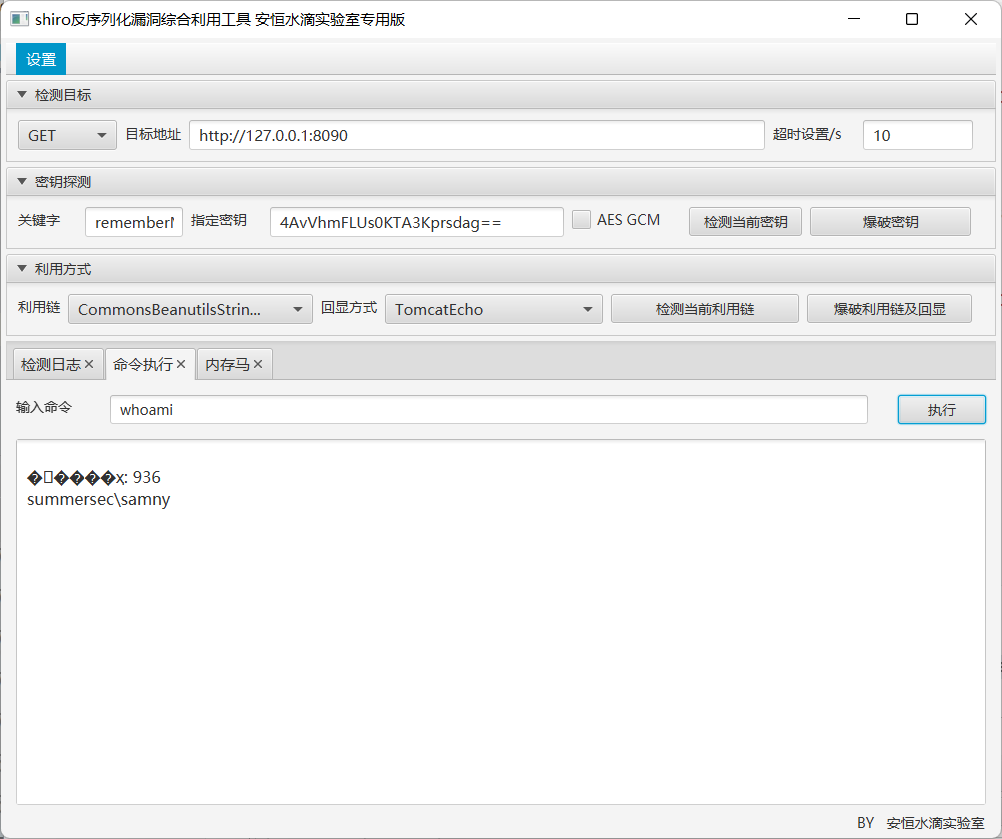 shiro反序列化漏洞综合利用工具 安恒水滴实验室专用版
设置
检测目标
GET 目标地址 http://127.0.0.1:8090 超时设置/s 10
密钥探测
关键字 remember 指定密钥 4AvVhmFLUs0KTA3Kprsdag== AES GCM 检测当前密钥 爆破密钥
利用方式
利用链 CommonsBeanutilsStrin... 回显方式 TomcatEcho 检测当前利用链 爆破利用链及回显
检测日志 命令执行 内存马
输入命令 whoami 执行
936
summersec\samny
BY 安恒水滴实验室